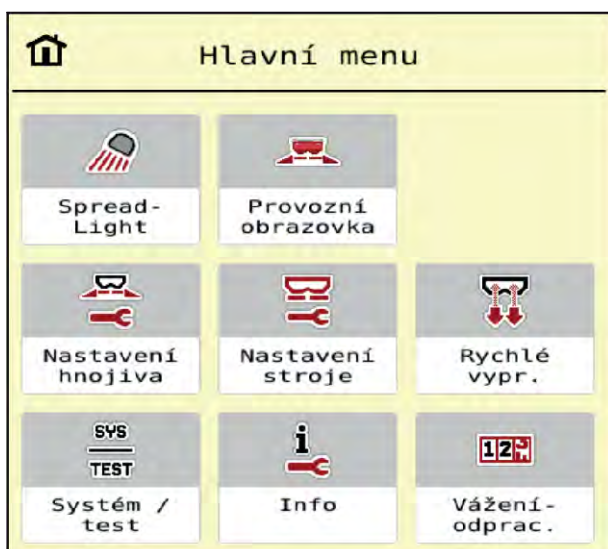 Hlavní menu
Spread-
Light
Provozní
obrazovka
Nastavení
hnojiva
Nastavení
stroje
Rychlé
vypr.
SYS
TEST
Systém /
test
i
Info
12
Vážení-
odprac.